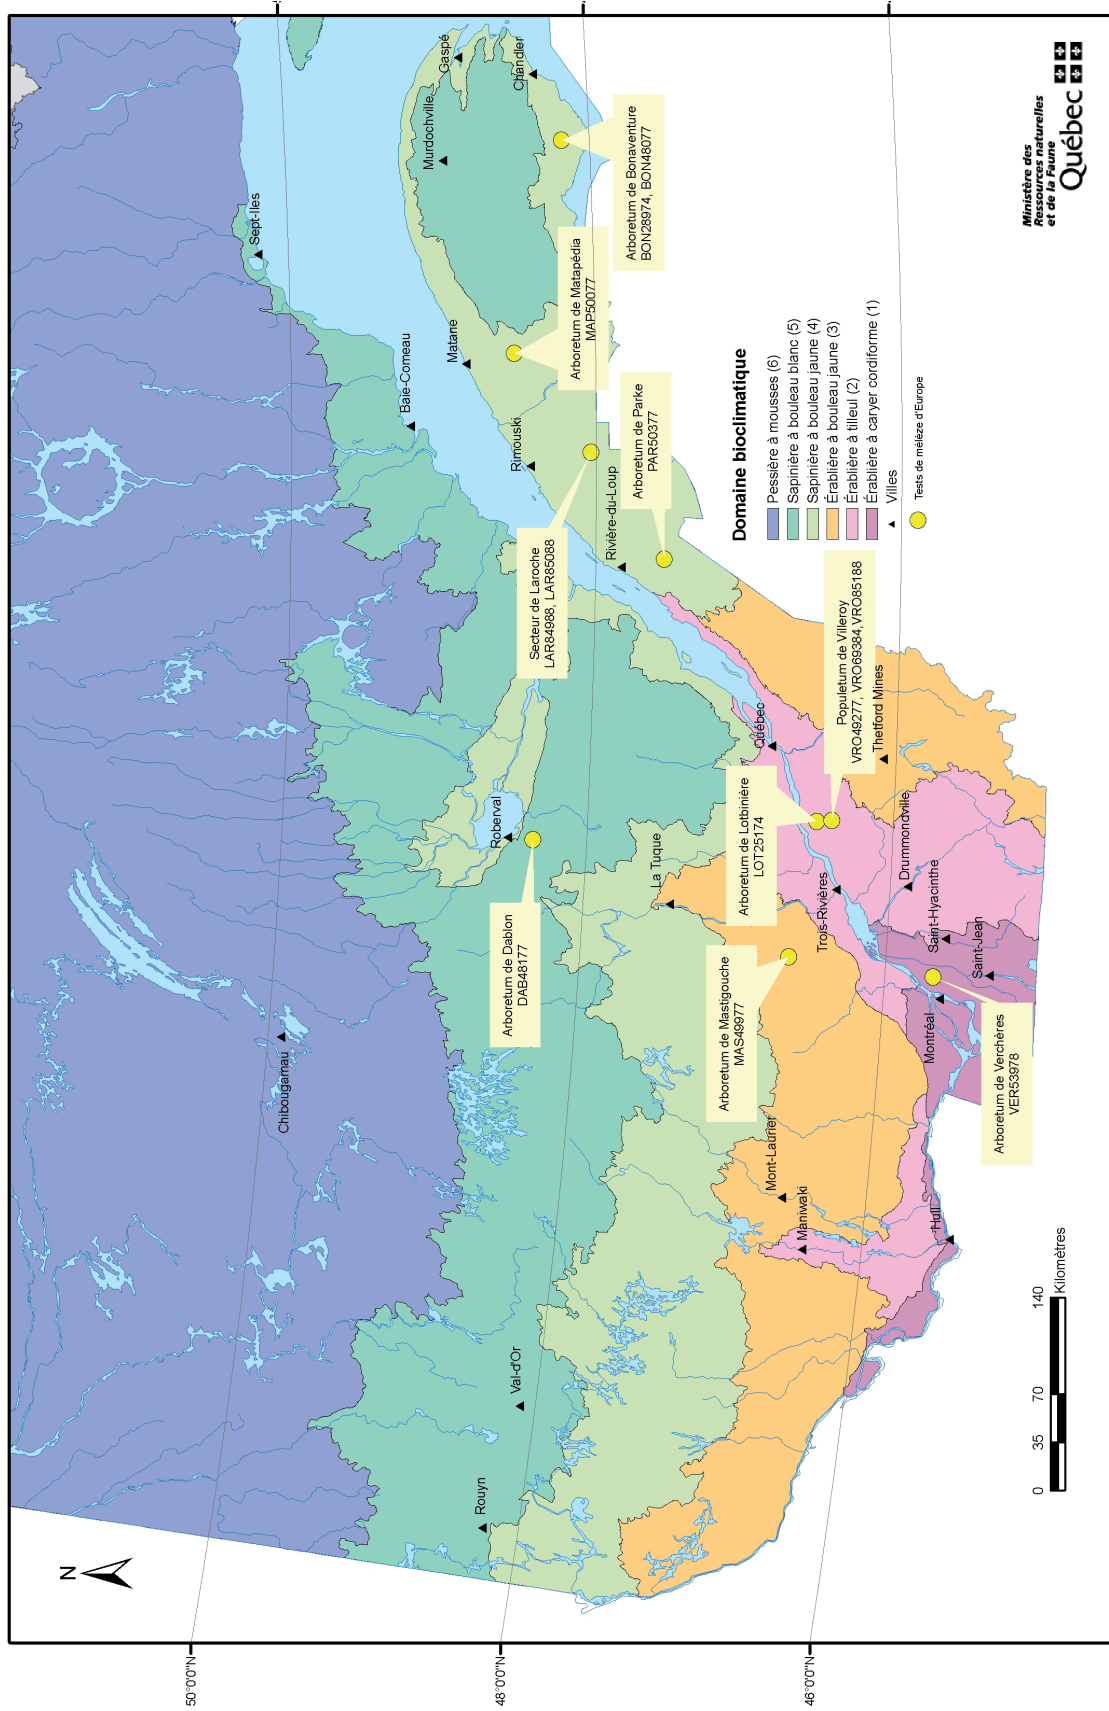 N
50°0'0"N
48°0'0"N
46°0'0"N
Rouyn
Val-d'Or
Chibougamau
Maniwaki
Mont-Laurier
Hull
Montréal
Saint-Jean
Saint-Hyacinthe
Drummondville
Trois-Rivières
La Tuque
Roberval
Québec
Thetford Mines
Rivière-du-Loup
Rimouski
Baie-Comeau
Matane
Sept-Iles
Murdochville
Gaspé
Chandler
Arboretum de Dablon
DAB48177
Arboretum de Mastigouche
MAS49977
Arboretum de Verchères
VER53978
Arboretum de Lotbinière
LOT25174
Populetum de Villeroy
VRO49277, VRO69384,VRO85188
Secteur de Laroche
LAR84988, LAR85088
Arboretum de Parke
PAR50377
Arboretum de Matapédia
MAP50077
Arboretum de Bonaventure
BON28974, BON48077
Domaine bioclimatique
Pessière à mousses (6)
Sapinière à bouleau blanc (5)
Sapinière à bouleau jaune (4)
Érablière à bouleau jaune (3)
Érablière à tilleul (2)
Érablière à caryer cordiforme (1)
Villes
Tests de mélèze d'Europe
0 35 70 140
Kilomètres
Ministère des
Ressources naturelles
et de la Faune
Québec